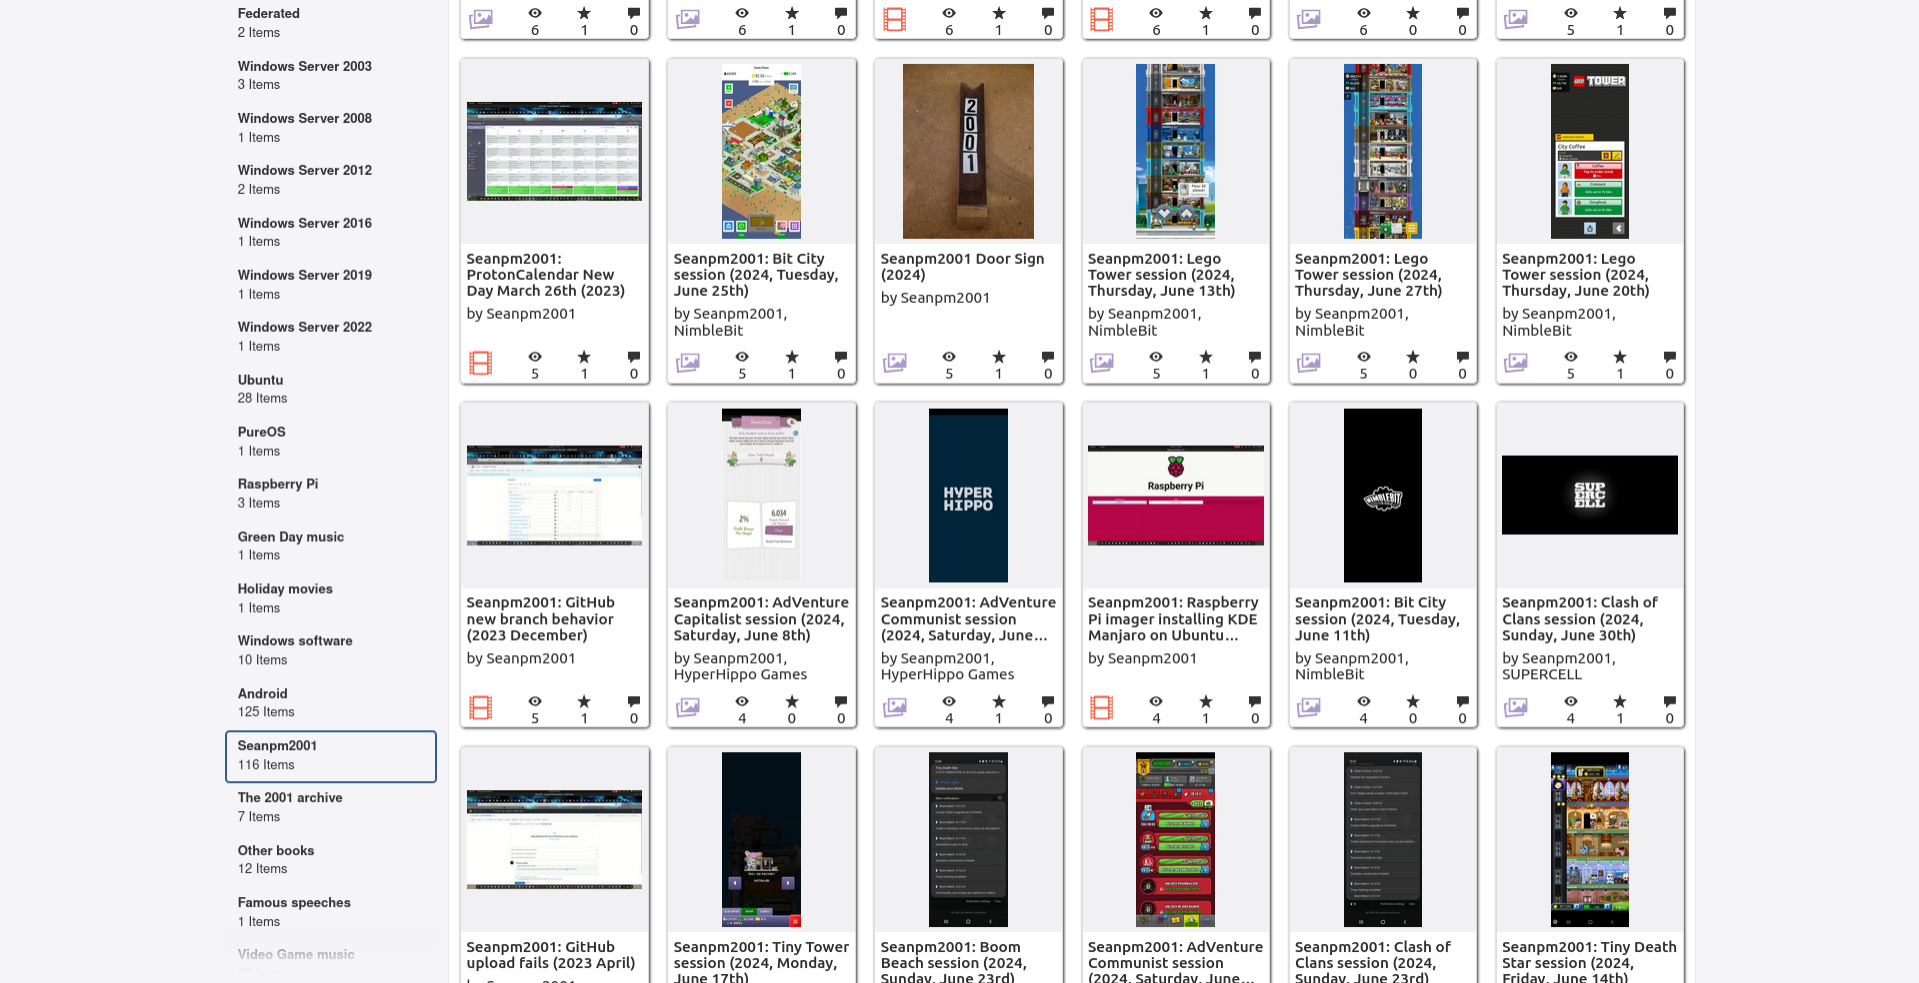 Federated
2 Items
Windows Server 2003
3 Items
Windows Server 2008
1 Items
Windows Server 2012
2 Items
Windows Server 2016
1 Items
Windows Server 2019
1 Items
Windows Server 2022
1 Items
Ubuntu
28 Items
PureOS
1 Items
Raspberry Pi
3 Items
Green Day music
1 Items
Holiday movies
1 Items
Windows software
10 Items
Android
125 Items
Seanpm2001
116 Items
The 2001 archive
7 Items
Other books
12 Items
Famous speeches
1 Items
Video Game music
6 1 0
6 1 0
6 1 0
6 1 0
6 0 0
5 1 0
Seanpm2001:
ProtonCalendar New
Day March 26th (2023)
by Seanpm2001
5 1 0
Seanpm2001: Bit City
session (2024, Tuesday,
June 25th)
by Seanpm2001,
NimbleBit
5 1 0
2001
Seanpm2001 Door Sign
(2024)
by Seanpm2001
5 1 0
Seanpm2001: Lego
Tower session (2024,
Thursday, June 13th)
by Seanpm2001,
NimbleBit
5 1 0
Seanpm2001: Lego
Tower session (2024,
Thursday, June 27th)
by Seanpm2001,
NimbleBit
5 0 0
LEGO TOWER
City Coffee
Coffee
Seanpm2001: Lego
Tower session (2024,
Thursday, June 20th)
by Seanpm2001,
NimbleBit
5 1 0
Seanpm2001: GitHub
new branch behavior
(2023 December)
by Seanpm2001
5 1 0
2%
6,034
Seanpm2001: AdVenture
Capitalist session (2024,
Saturday, June 8th)
by Seanpm2001,
HyperHippo Games
4 0 0
HYPER
HIPPO
Seanpm2001: AdVenture
Communist session
(2024, Saturday, June...
by Seanpm2001,
HyperHippo Games
4 1 0
Raspberry Pi
Seanpm2001: Raspberry
Pi imager installing KDE
Manjaro on Ubuntu...
by Seanpm2001
4 1 0
NIMBLEBIT
Seanpm2001: Bit City
session (2024, Tuesday,
June 11th)
by Seanpm2001,
NimbleBit
4 0 0
SUP
ERC
ELL
Seanpm2001: Clash of
Clans session (2024,
Sunday, June 30th)
by Seanpm2001,
SUPERCELL
4 1 0
Seanpm2001: GitHub
upload fails (2023 April)
by Seanpm2001
Seanpm2001: Tiny Tower
session (2024, Monday,
June 17th)
Seanpm2001: Boom
Beach session (2024,
Sunday, June 23rd)
Seanpm2001: AdVenture
Communist session
(2024, Saturday, June...
Seanpm2001: Clash of
Clans session (2024,
Sunday, June 23rd)
Seanpm2001: Tiny Death
Star session (2024,
Friday, June 14th)